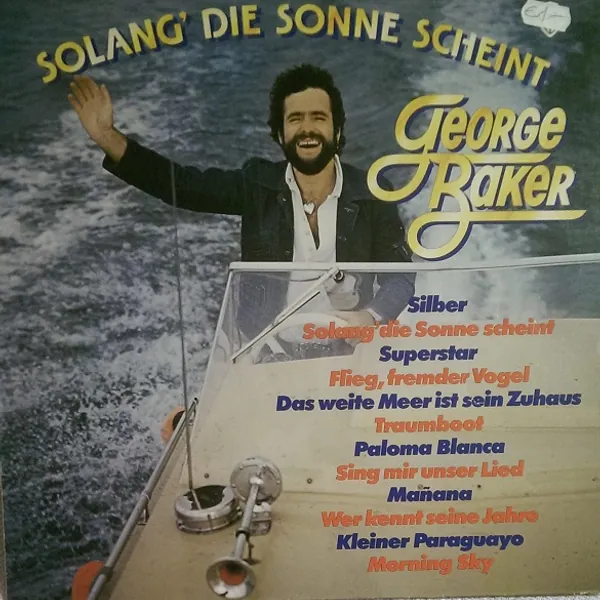 SOLANG' DIE SONNE SCHEINT
GEORGE
BAKER
Silber
Solang' die Sonne scheint
Superstar
Flieg, fremder Vogel
Das weite Meer ist sein Zuhaus
Traumboot
Paloma Blanca
Sing mir unser Lied
Mañana
Wer kennt seine Jahre
Kleiner Paraguayo
Morning Sky